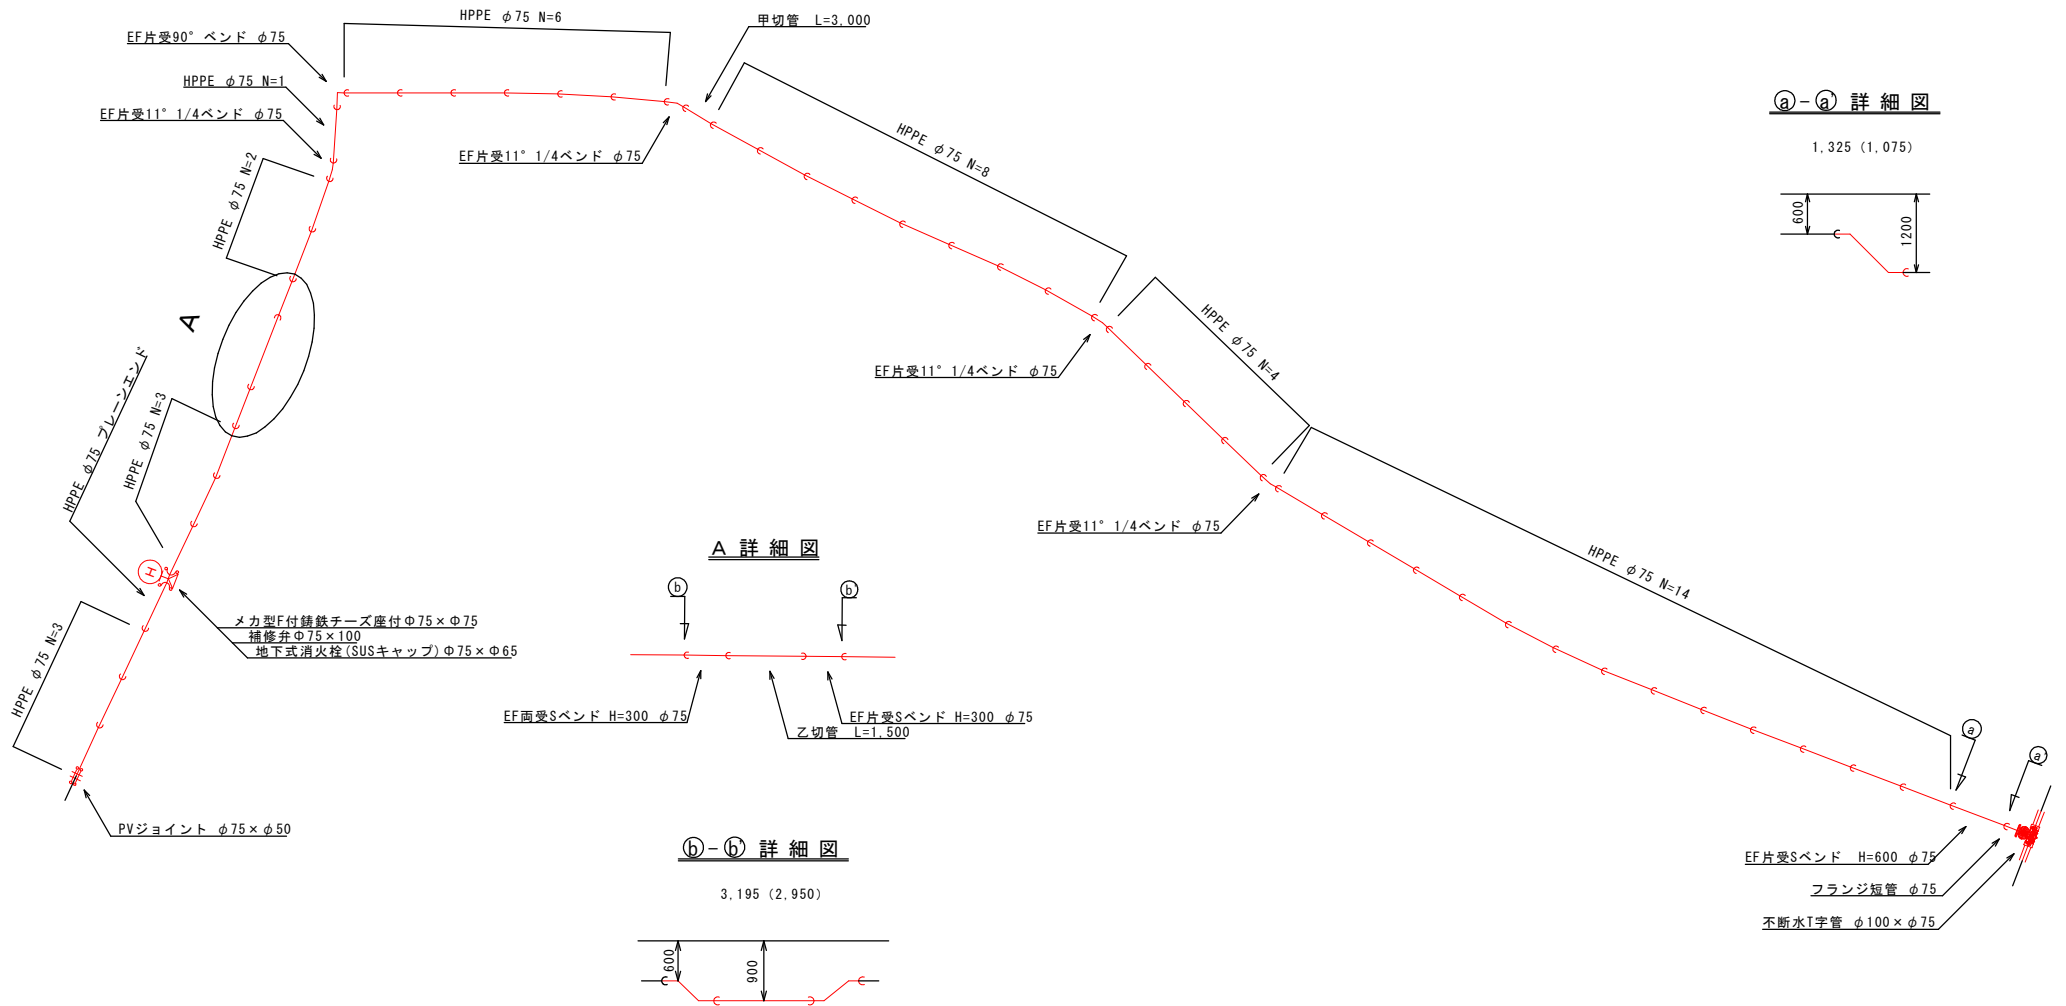 HPPE φ75 N=6
甲切管 L=3,000
EF片受90°ベンド φ75
HPPE φ75 N=1
EF片受11°1/4ベンド φ75
HPPE φ75 N=2
EF片受11°1/4ベンド φ75
HPPE φ75 N=8
ⓐ-ⓐ' 詳細図
1,325 (1,075)
600
1200
A
HPPE φ75 プレーンエンド
HPPE φ75 N=3
EF片受11°1/4ベンド φ75
HPPE φ75 N=4
EF片受11°1/4ベンド φ75
HPPE φ75 N=14
H
メカ型F付鋳鉄チーズ座付Φ75×Φ75
補修弁Φ75×100
地下式消火栓(SUSキャップ)Φ75×Φ65
HPPE φ75 N=3
PVジョイント φ75×φ50
A 詳細図
ⓑ
ⓑ'
EF両受Sベンド H=300 φ75
EF片受Sベンド H=300 φ75
乙切管 L=1,500
ⓑ-ⓑ' 詳細図
3,195 (2,950)
600
900
ⓐ
ⓐ'
EF片受Sベンド H=600 φ75
フランジ短管 φ75
不断水T字管 φ100×φ75